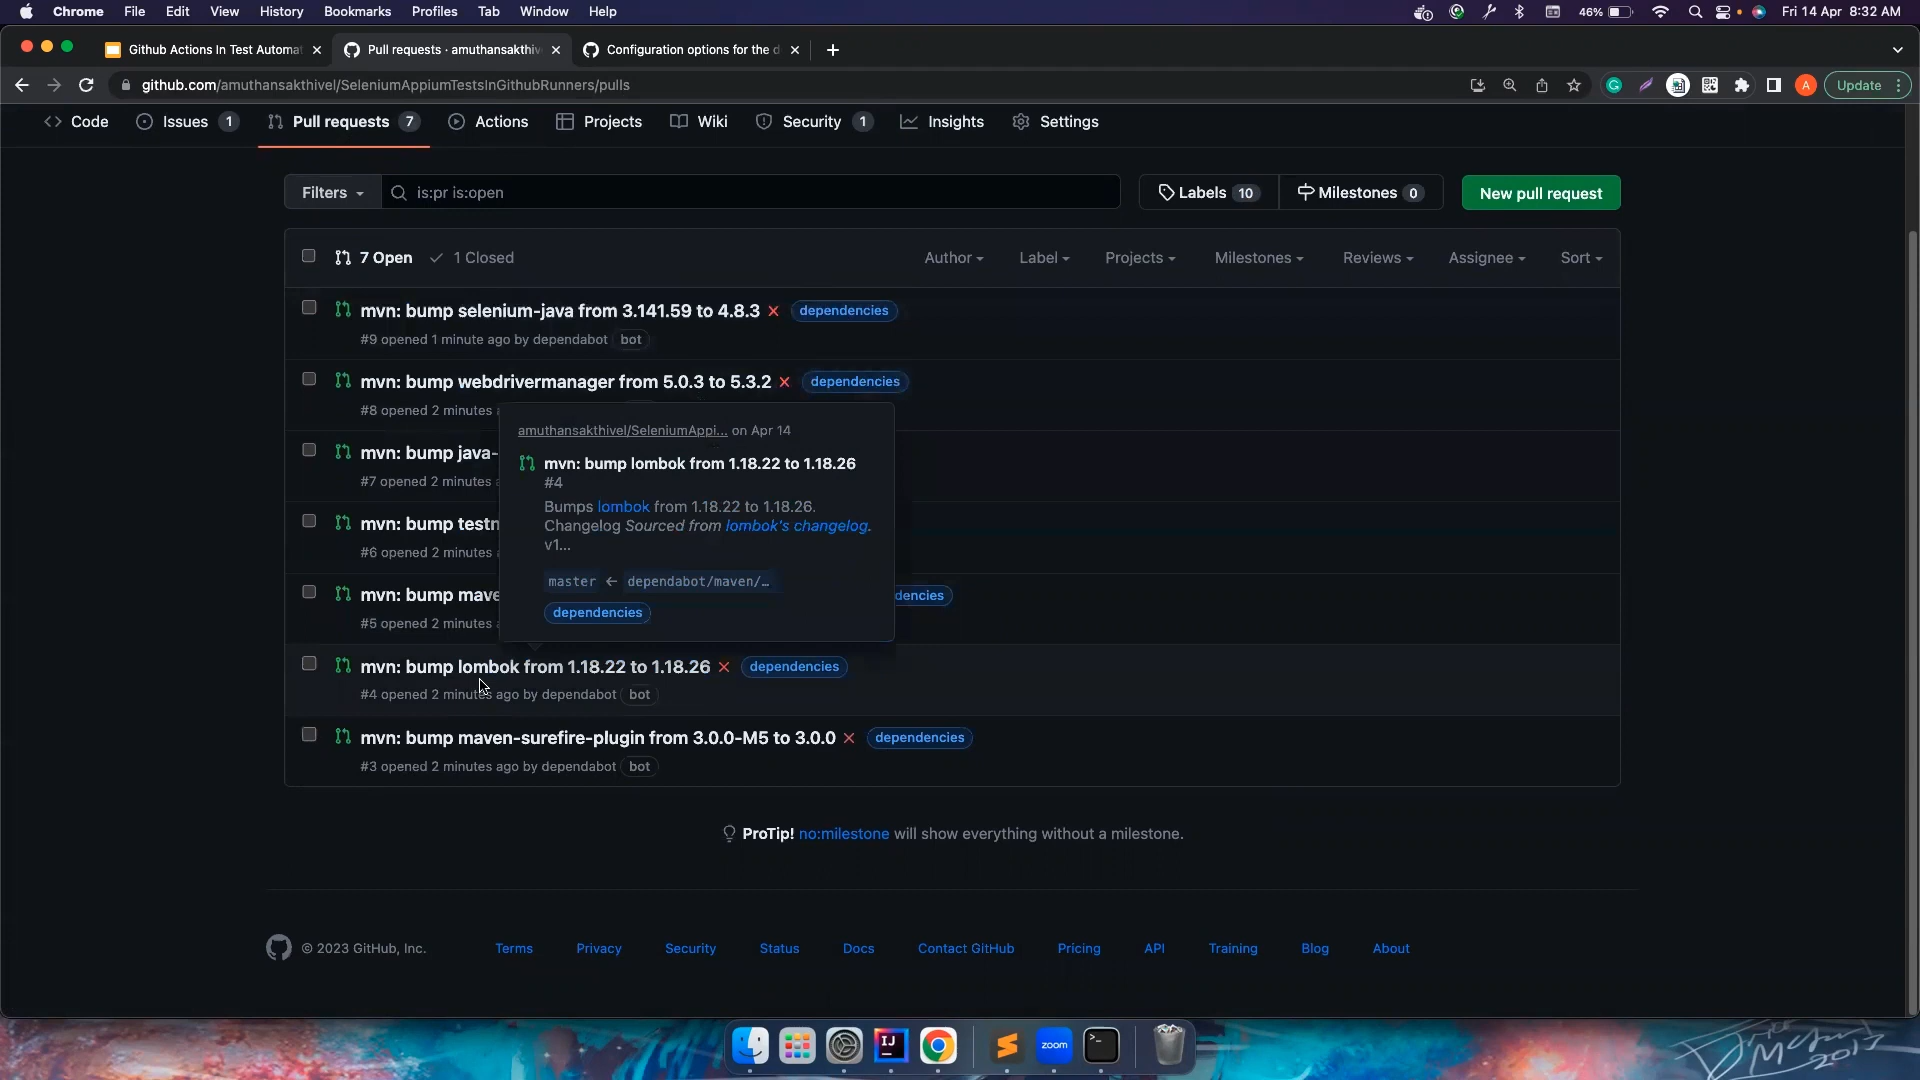 Chrome File Edit View History Bookmarks Profiles Tab Window Help 46% Fri 14 Apr 8:32 AM
Github Actions In Test Automat Pull requests · amuthansakthiv Configuration options for the d
github.com/amuthansakthivel/SeleniumAppiumTestsInGithubRunners/pulls A Update
Code Issues 1 Pull requests 7 Actions Projects Wiki Security 1 Insights Settings
Filters is:pr is:open Labels 10 Milestones 0 New pull request
7 Open 1 Closed Author Label Projects Milestones Reviews Assignee Sort
mvn: bump selenium-java from 3.141.59 to 4.8.3 dependencies
#9 opened 1 minute ago by dependabot bot
mvn: bump webdrivermanager from 5.0.3 to 5.3.2 dependencies
#8 opened 2 minutes
amuthansakthivel/SeleniumAppi... on Apr 14
mvn: bump java-
mvn: bump lombok from 1.18.22 to 1.18.26
#4
#7 opened 2 minutes
Bumps lombok from 1.18.22 to 1.18.26.
Changelog Sourced from lombok's changelog.
v1...
mvn: bump testn
#6 opened 2 minutes
master ← dependabot/maven/...
dependencies
mvn: bump mave dencies
#5 opened 2 minutes
mvn: bump lombok from 1.18.22 to 1.18.26 dependencies
#4 opened 2 minutes ago by dependabot bot
mvn: bump maven-surefire-plugin from 3.0.0-M5 to 3.0.0 dependencies
#3 opened 2 minutes ago by dependabot bot
ProTip! no:milestone will show everything without a milestone.
© 2023 GitHub, Inc. Terms Privacy Security Status Docs Contact GitHub Pricing API Training Blog About
IJ zoom
2017